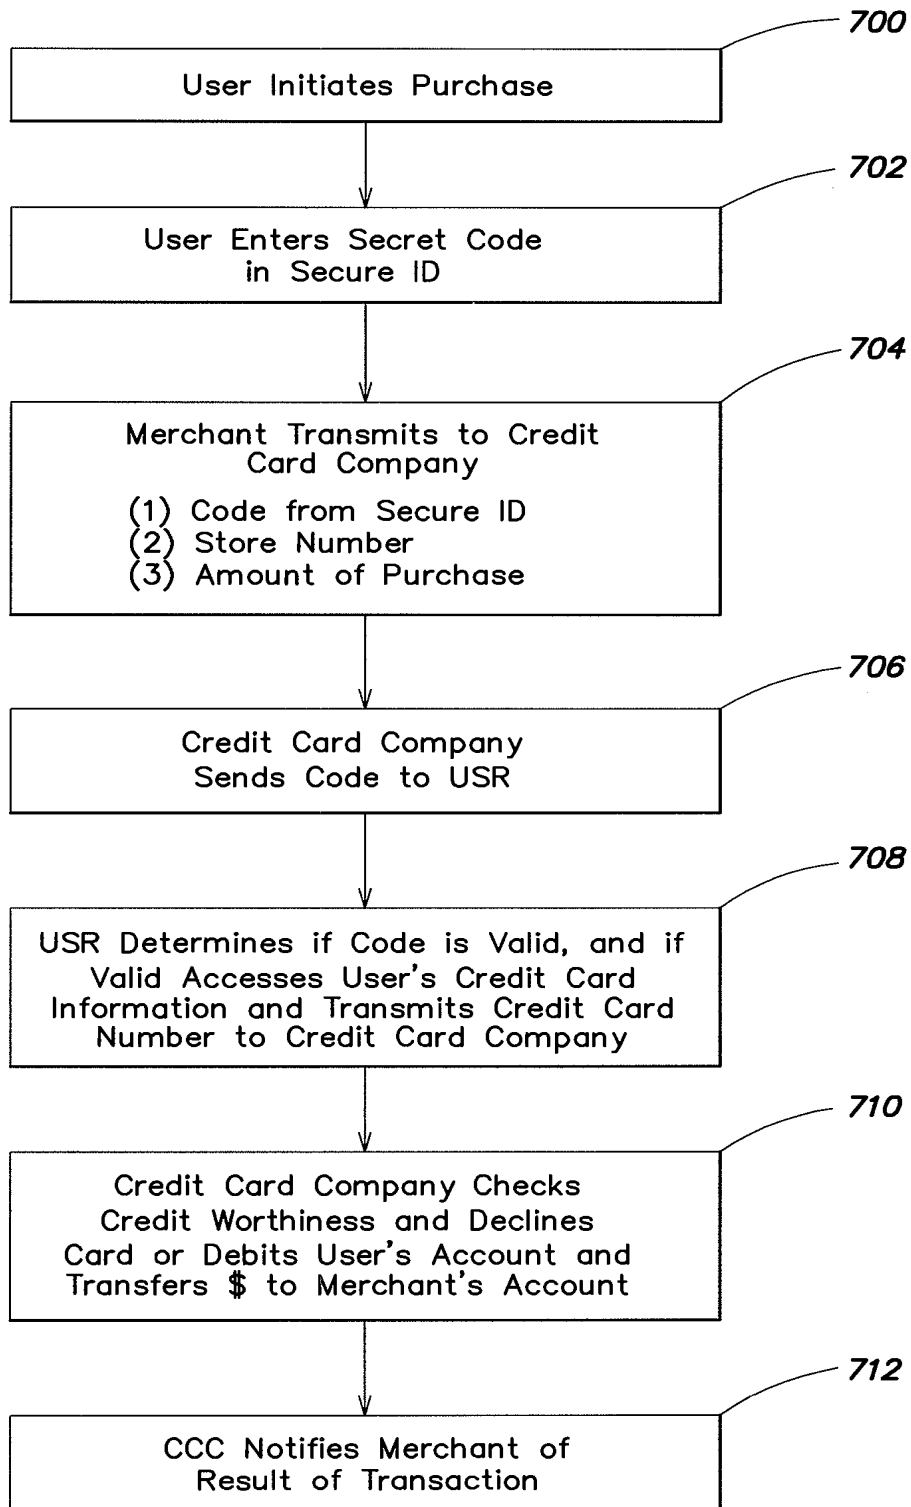 700
User Initiates Purchase
702
User Enters Secret Code
in Secure ID
704
Merchant Transmits to Credit
Card Company
(1) Code from Secure ID
(2) Store Number
(3) Amount of Purchase
706
Credit Card Company
Sends Code to USR
708
USR Determines if Code is Valid, and if
Valid Accesses User's Credit Card
Information and Transmits Credit Card
Number to Credit Card Company
710
Credit Card Company Checks
Credit Worthiness and Declines
Card or Debits User's Account and
Transfers $ to Merchant's Account
712
CCC Notifies Merchant of
Result of Transaction